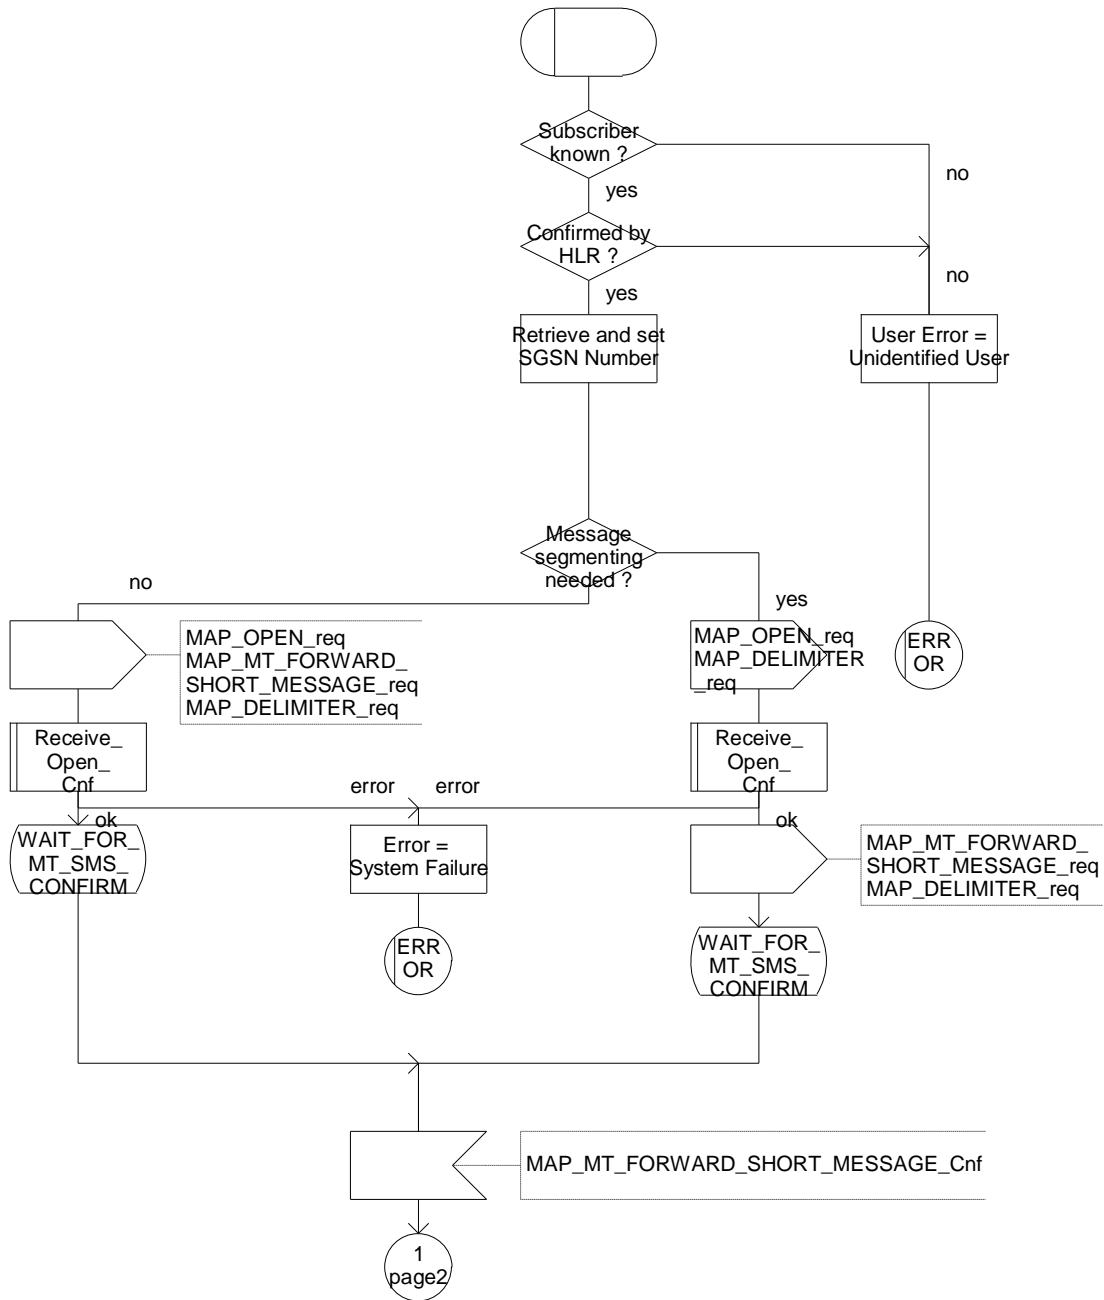 Subscriber
known ?
no
yes
Confirmed by
HLR ?
no
yes
Retrieve and set
SGSN Number
User Error =
Unidentified User
Message
segmenting
needed ?
no
yes
MAP_OPEN_req
MAP_MT_FORWARD_
SHORT_MESSAGE_req
MAP_DELIMITER_req
MAP_OPEN_req
MAP_DELIMITER
_req
ERR
OR
Receive_
Open_
Cnf
Receive_
Open_
Cnf
error
error
ok
ok
WAIT_FOR_
MT_SMS_
CONFIRM
Error =
System Failure
MAP_MT_FORWARD_
SHORT_MESSAGE_req
MAP_DELIMITER_req
ERR
OR
WAIT_FOR_
MT_SMS_
CONFIRM
MAP_MT_FORWARD_SHORT_MESSAGE_Cnf
1
page2